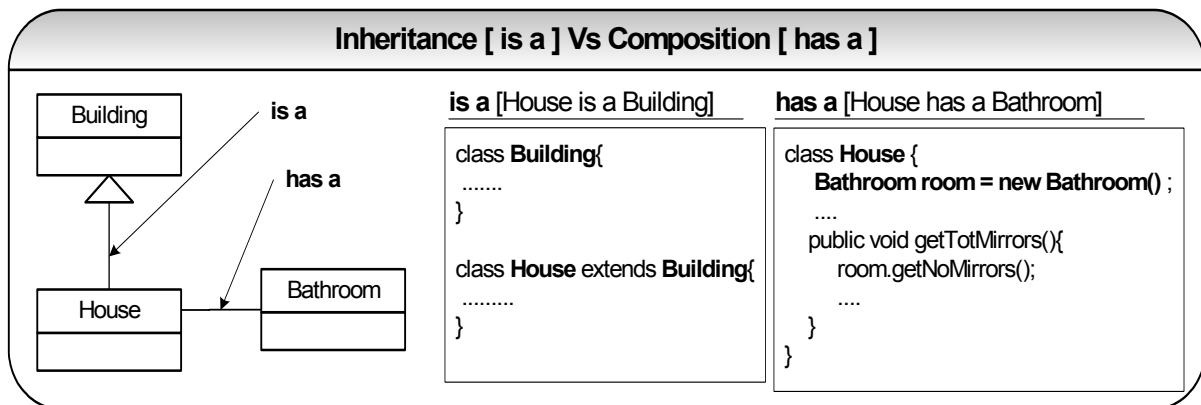 Inheritance [ is a ] Vs Composition [ has a ]
Building
is a
has a
House
Bathroom
is a [House is a Building]
class Building{
.......
}
class House extends Building{
.........
}
has a [House has a Bathroom]
class House {
Bathroom room = new Bathroom() ;
....
public void getTotMirrors(){
room.getNoMirrors();
....
}
}